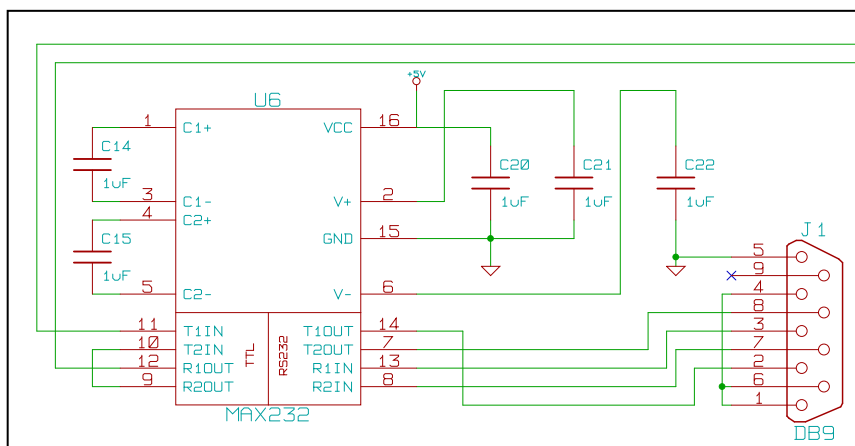 +5V
U6
1 C1+ VCC 16
C14
1uF
C20 C21 C22
1uF 1uF 1uF
3 C1- V+ 2
4 C2+
C15
1uF
GND 15
J1
5
9
5 C2- V- 6
4
8
11 T1IN T1OUT 14
3
10 T2IN T2OUT 7
7
12 R1OUT R1IN 13
2
9 R2OUT R2IN 8
6
1
TTL
RS232
MAX232
DB9